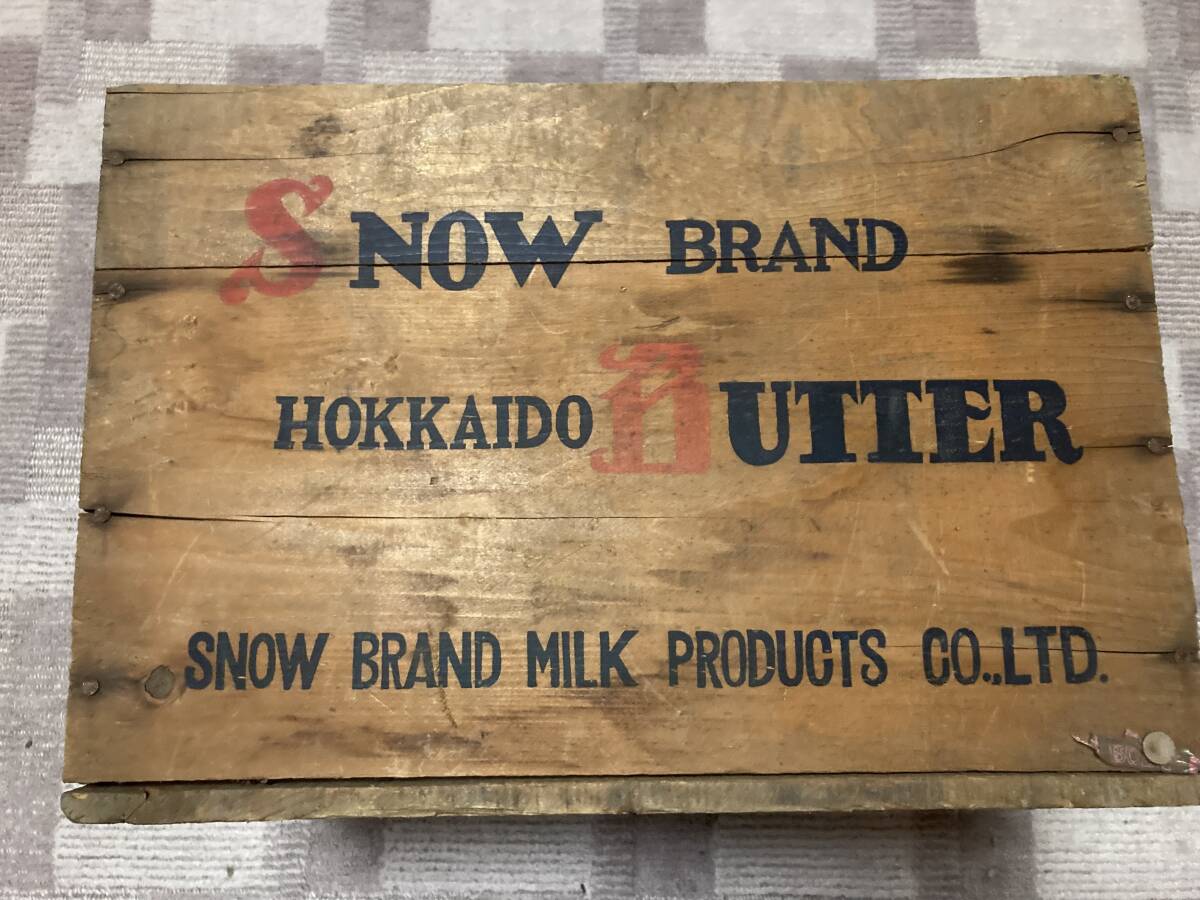 SNOW BRAND
HOKKAIDO BUTTER
SNOW BRAND MILK PRODUCTS CO.,LTD.